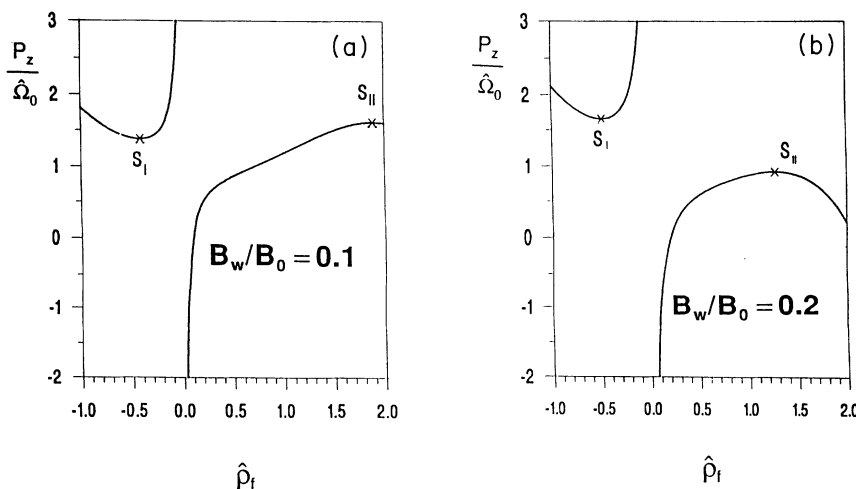 3
2
1
0
-1
-2
P_z
Ω̂_0
(a)
S_I
S_II
B_w/B_0 = 0.1
-1.0 -0.5 0.0 0.5 1.0 1.5 2.0
ρ̂_f
3
2
1
0
-1
-2
P_z
Ω̂_0
(b)
S_I
S_II
B_w/B_0 = 0.2
-1.0 -0.5 0.0 0.5 1.0 1.5 2.0
ρ̂_f